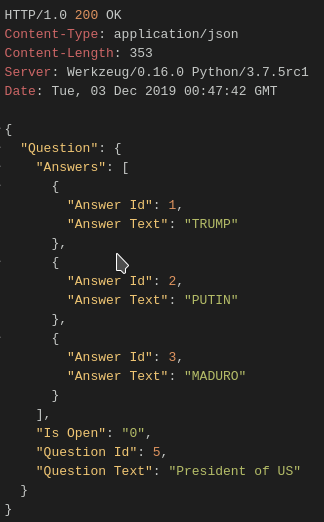 HTTP/1.0 200 OK
Content-Type: application/json
Content-Length: 353
Server: Werkzeug/0.16.0 Python/3.7.5rc1
Date: Tue, 03 Dec 2019 00:47:42 GMT

{
  "Question": {
    "Answers": [
      {
        "Answer Id": 1,
        "Answer Text": "TRUMP"
      },
      {
        "Answer Id": 2,
        "Answer Text": "PUTIN"
      },
      {
        "Answer Id": 3,
        "Answer Text": "MADURO"
      }
    ],
    "Is Open": "0",
    "Question Id": 5,
    "Question Text": "President of US"
  }
}